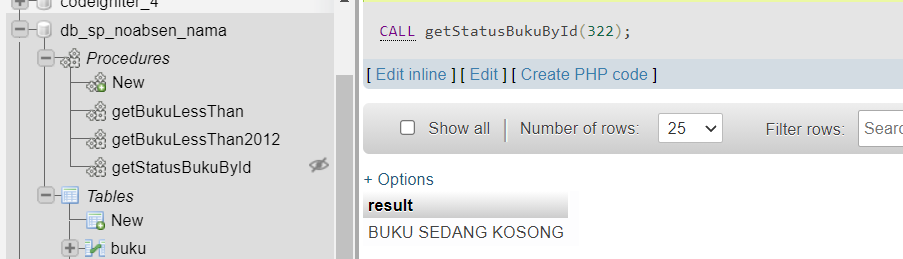 codeigniter_4
db_sp_noabsen_nama
Procedures
New
getBukuLessThan
getBukuLessThan2012
getStatusBukuById
Tables
New
buku
CALL getStatusBukuById(322);
[ Edit inline ] [ Edit ] [ Create PHP code ]
Show all Number of rows: 25 Filter rows: Searc
+ Options
result
BUKU SEDANG KOSONG